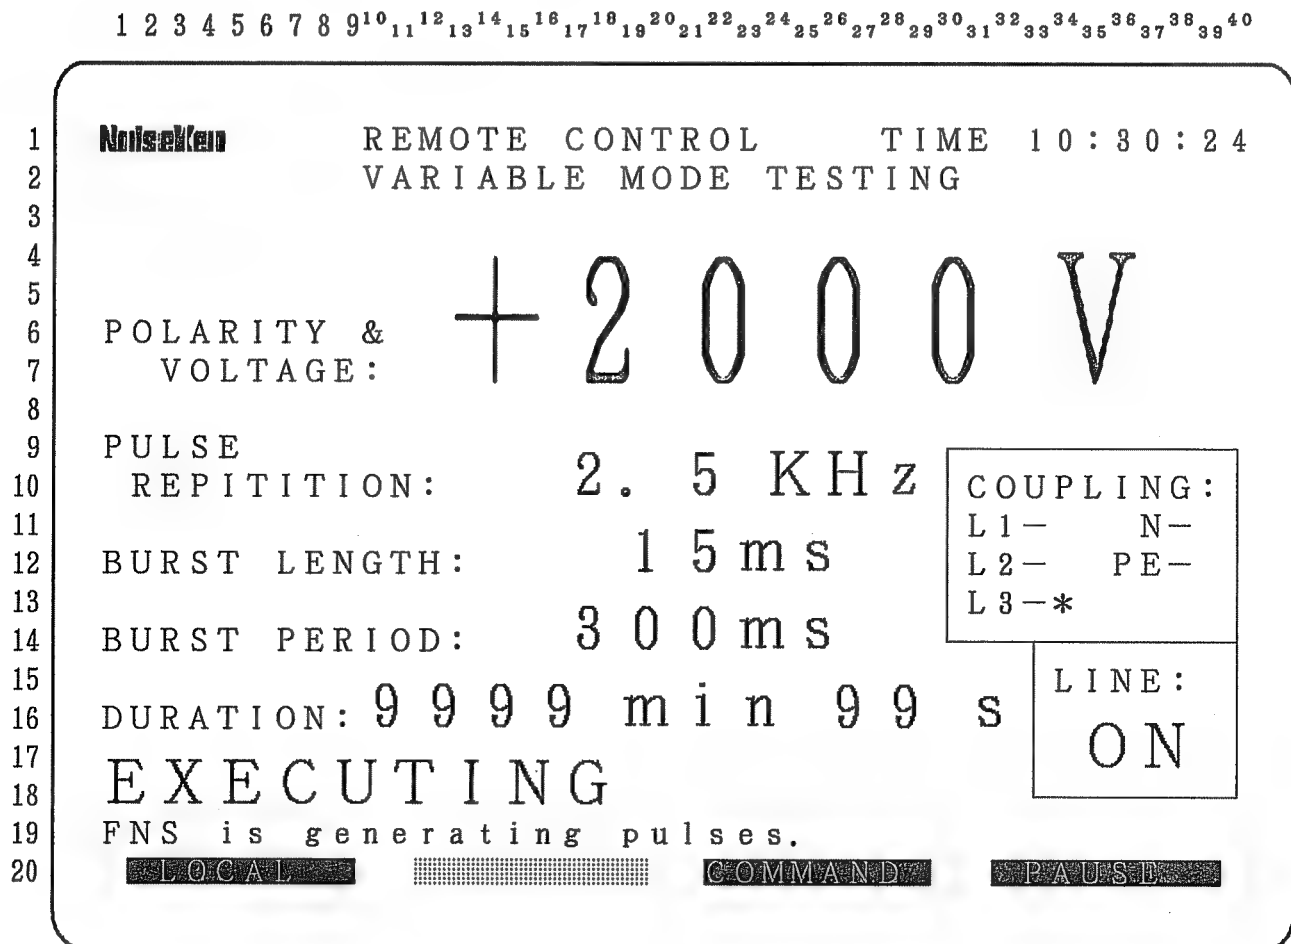 1 2 3 4 5 6 7 8 9 10 11 12 13 14 15 16 17 18 19 20 21 22 23 24 25 26 27 28 29 30 31 32 33 34 35 36 37 38 39 40
1 NoiseKen REMOTE CONTROL TIME 10:30:24
2 VARIABLE MODE TESTING
3
4
5 +2000V
6 POLARITY &
7 VOLTAGE:
8
9 PULSE
10 REPITITION: 2. 5 KHz COUPLING:
11 L1- N-
12 BURST LENGTH: 15ms L2- PE-
13 L3-*
14 BURST PERIOD: 300ms
15 LINE:
16 DURATION: 9999 min 99 s
17 ON
18 EXECUTING
19 FNS is generating pulses.
20 LOCAL COMMAND PAUSE